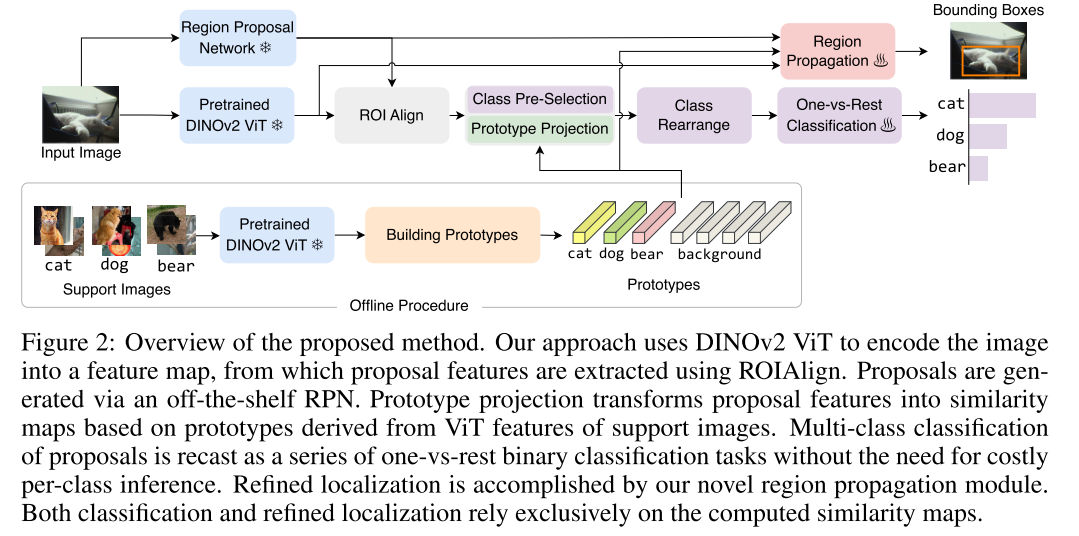 Bounding Boxes
Region Proposal
Network
Region
Propagation
Pretrained
DINOv2 ViT
ROI Align
Class Pre-Selection
Prototype Projection
Class
Rearrange
One-vs-Rest
Classification
cat
dog
bear
Input Image
Pretrained
DINOv2 ViT
Building Prototypes
cat dog bear background
cat dog bear
Support Images
Prototypes
Offline Procedure
Figure 2: Overview of the proposed method. Our approach uses DINOv2 ViT to encode the image
into a feature map, from which proposal features are extracted using ROIAlign. Proposals are gen-
erated via an off-the-shelf RPN. Prototype projection transforms proposal features into similarity
maps based on prototypes derived from ViT features of support images. Multi-class classification
of proposals is recast as a series of one-vs-rest binary classification tasks without the need for costly
per-class inference. Refined localization is accomplished by our novel region propagation module.
Both classification and refined localization rely exclusively on the computed similarity maps.